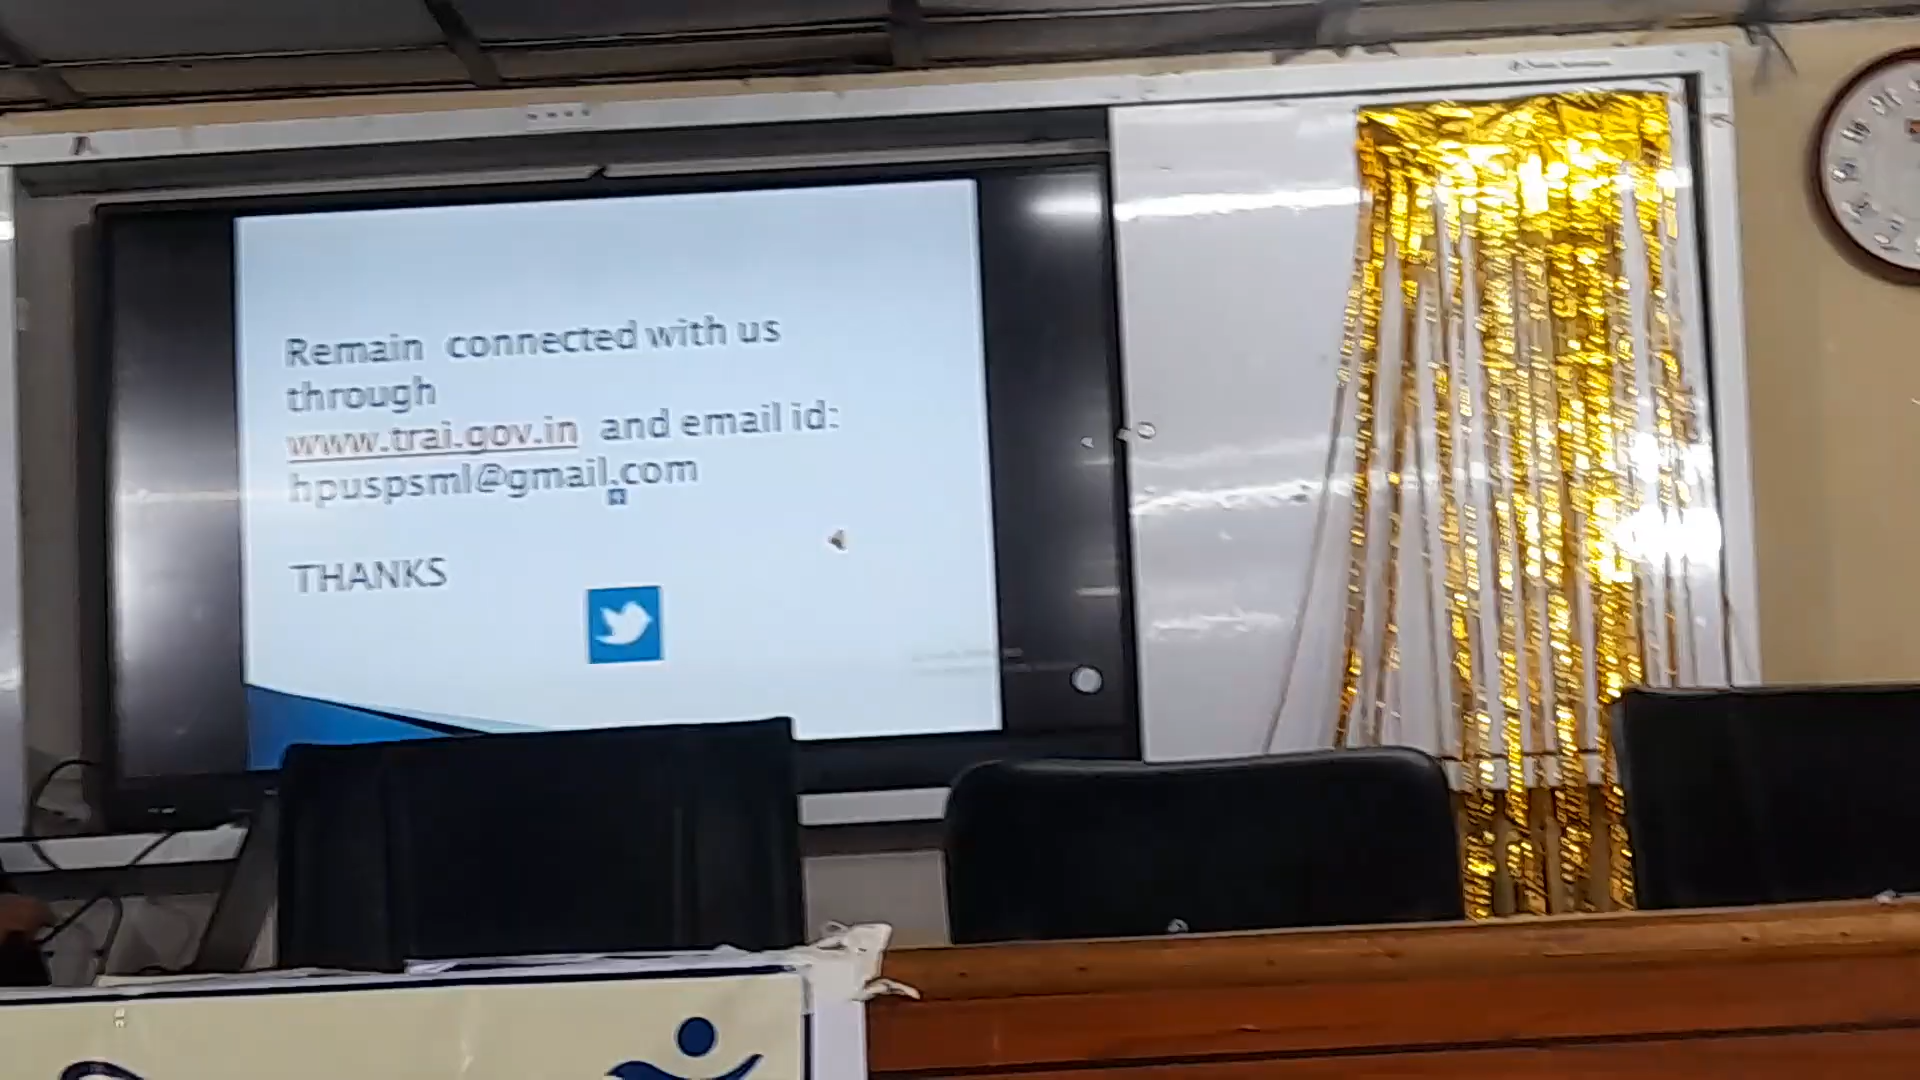 Remain connected with us
through
www.trai.gov.in and email id:
hpuspsml@gmail.com
THANKS